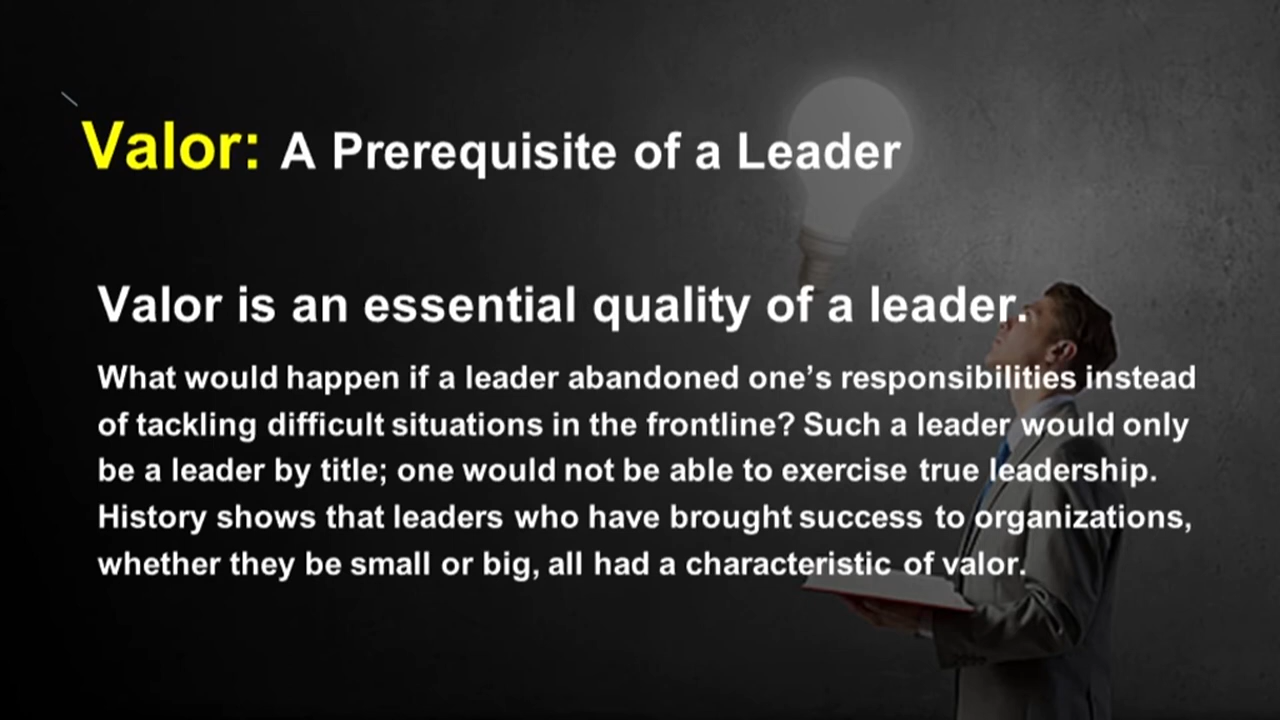 Valor: A Prerequisite of a Leader
Valor is an essential quality of a leader.
What would happen if a leader abandoned one’s responsibilities instead
of tackling difficult situations in the frontline? Such a leader would only
be a leader by title; one would not be able to exercise true leadership.
History shows that leaders who have brought success to organizations,
whether they be small or big, all had a characteristic of valor.